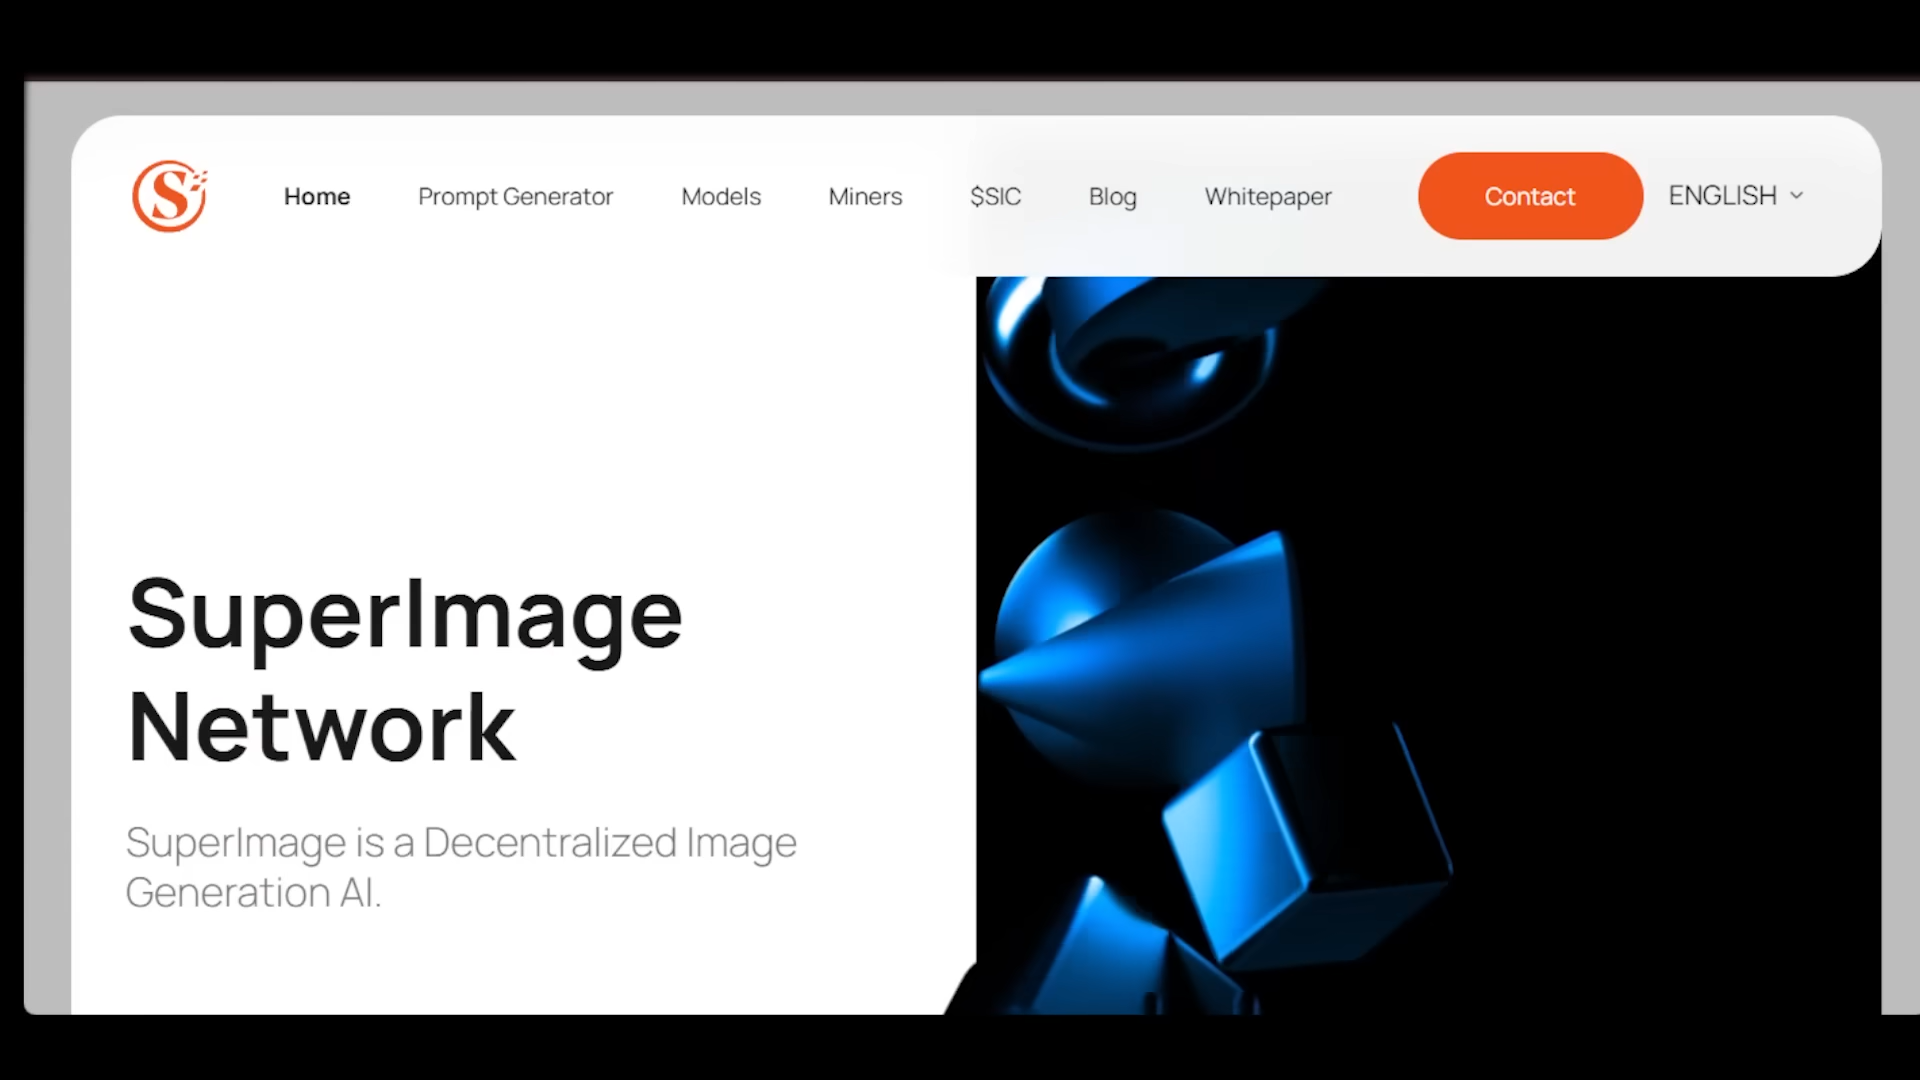 S
Home
Prompt Generator
Models
Miners
$SIC
Blog
Whitepaper
Contact
ENGLISH
SuperImage
Network
SuperImage is a Decentralized Image
Generation AI.